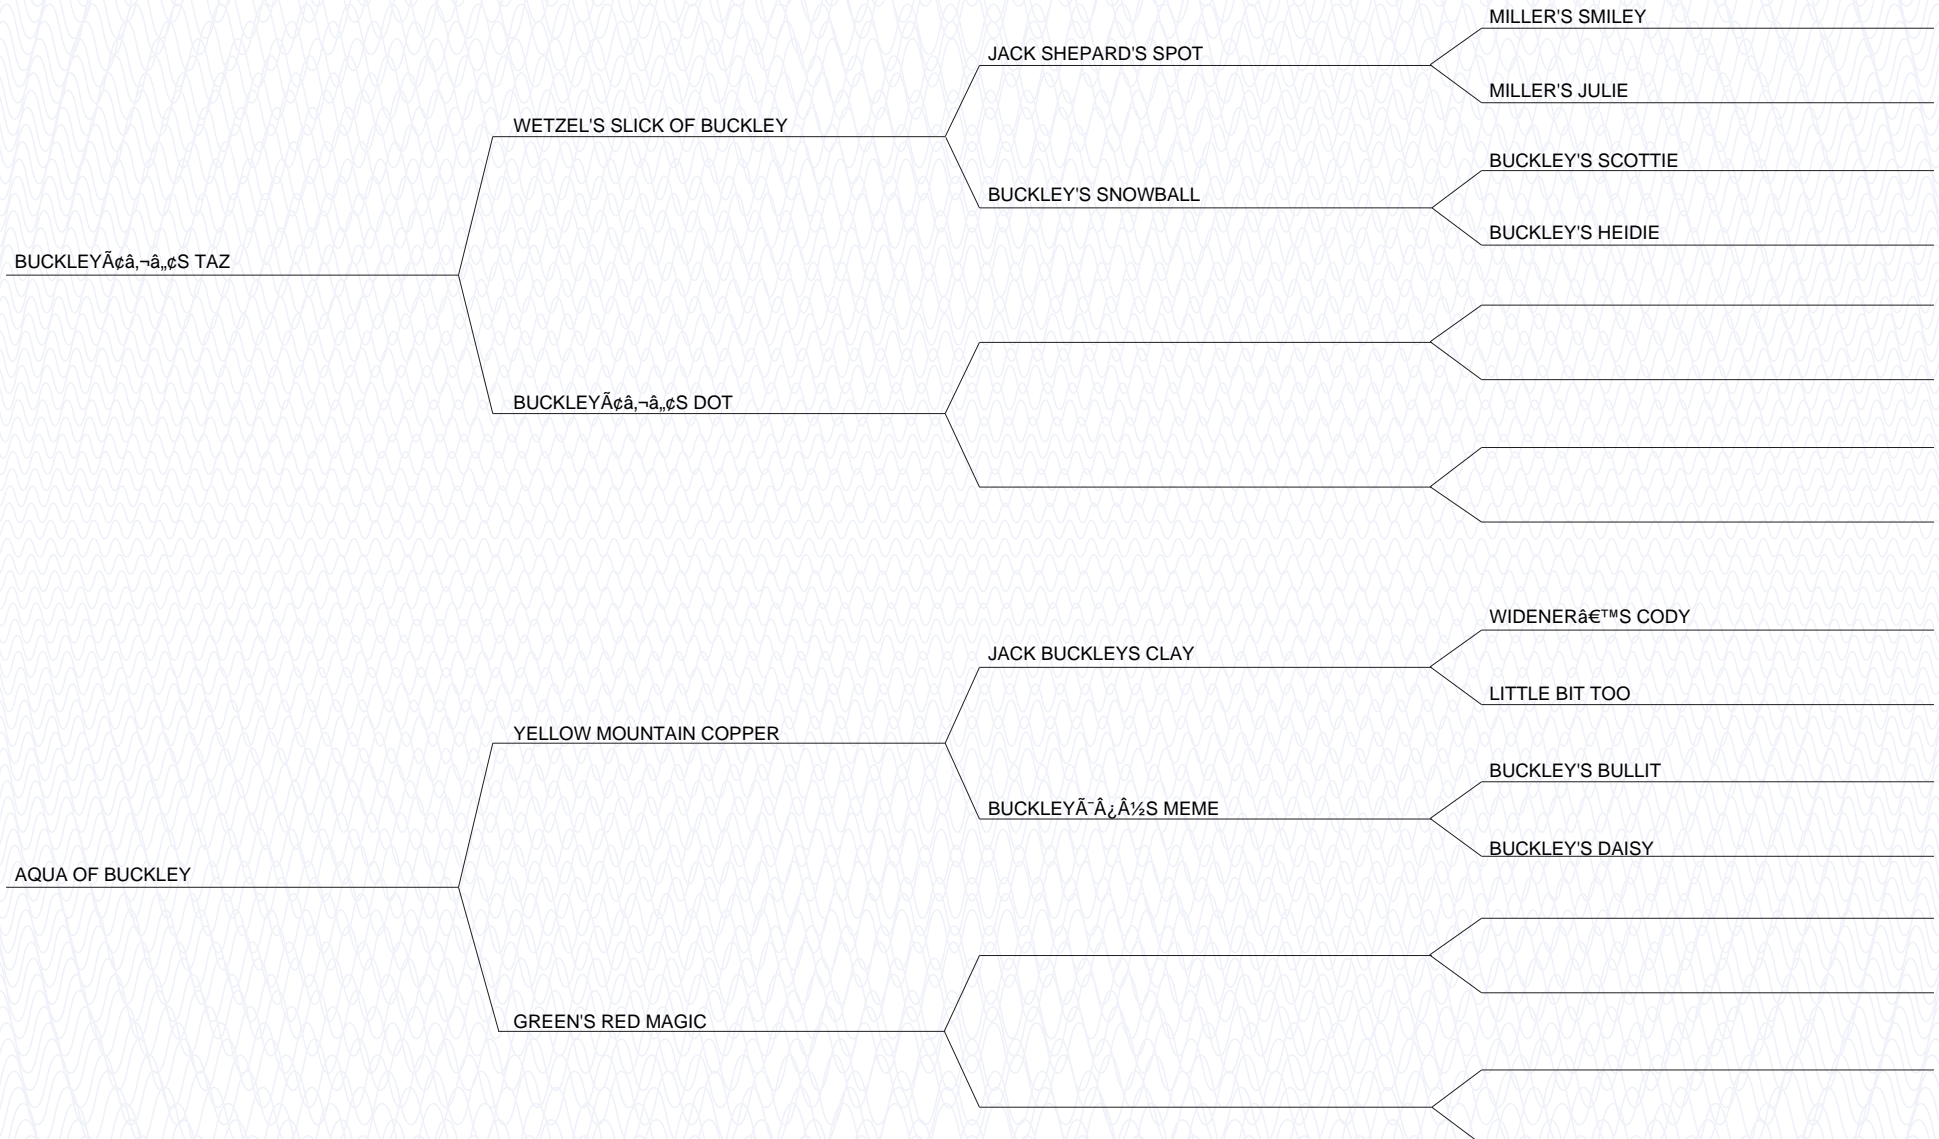 MILLER'S SMILEY
JACK SHEPARD'S SPOT
MILLER'S JULIE
WETZEL'S SLICK OF BUCKLEY
BUCKLEY'S SCOTTIE
BUCKLEY'S SNOWBALL
BUCKLEY'S HEIDIE
BUCKLEYÃ¢â‚¬â„¢S TAZ
BUCKLEYÃ¢â‚¬â„¢S DOT
WIDENERâ€™S CODY
JACK BUCKLEYS CLAY
LITTLE BIT TOO
YELLOW MOUNTAIN COPPER
BUCKLEY'S BULLIT
BUCKLEYÃ¯Â¿Â½S MEME
BUCKLEY'S DAISY
AQUA OF BUCKLEY
GREEN'S RED MAGIC